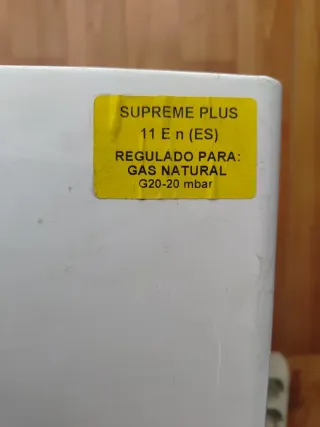 SUPREME PLUS
11 E n (ES)
REGULADO PARA:
GAS NATURAL
G20-20 mbar